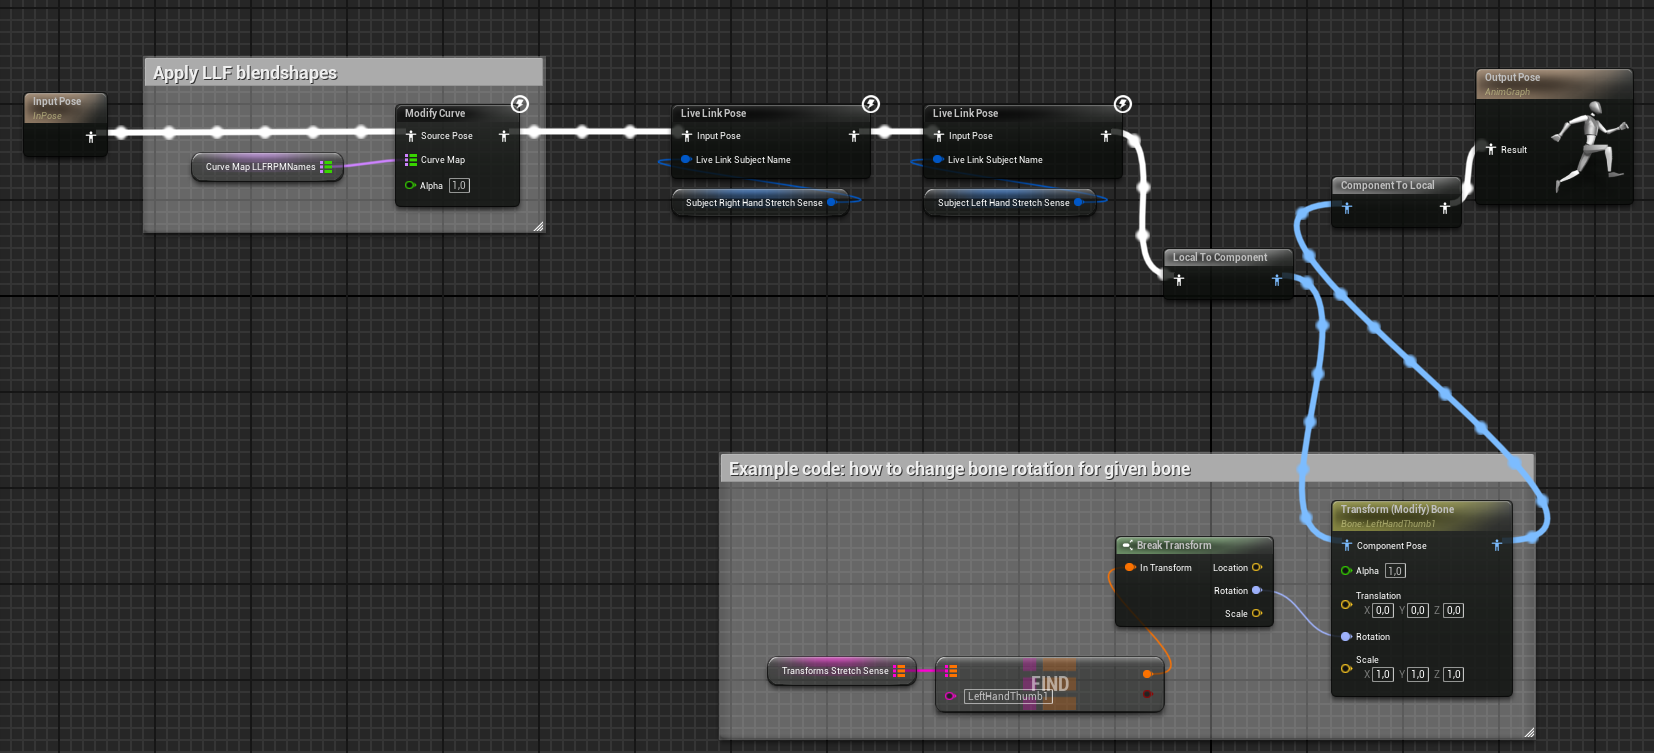 Apply LLF blendshapes
Input Pose
InPose
Curve Map LLFRPMNames
Modify Curve
Source Pose
Curve Map
Alpha 1,0
Live Link Pose
Input Pose
Live Link Subject Name
Subject Right Hand Stretch Sense
Live Link Pose
Input Pose
Live Link Subject Name
Subject Left Hand Stretch Sense
Local To Component
Component To Local
Output Pose
AnimGraph
Result
Example code: how to change bone rotation for given bone
Transforms Stretch Sense
FIND
LeftHandThumb1
Break Transform
In Transform Location
Rotation
Scale
Transform (Modify) Bone
Bone: LeftHandThumb1
Component Pose
Alpha 1,0
Translation
X 0,0 Y 0,0 Z 0,0
Rotation
Scale
X 1,0 Y 1,0 Z 1,0